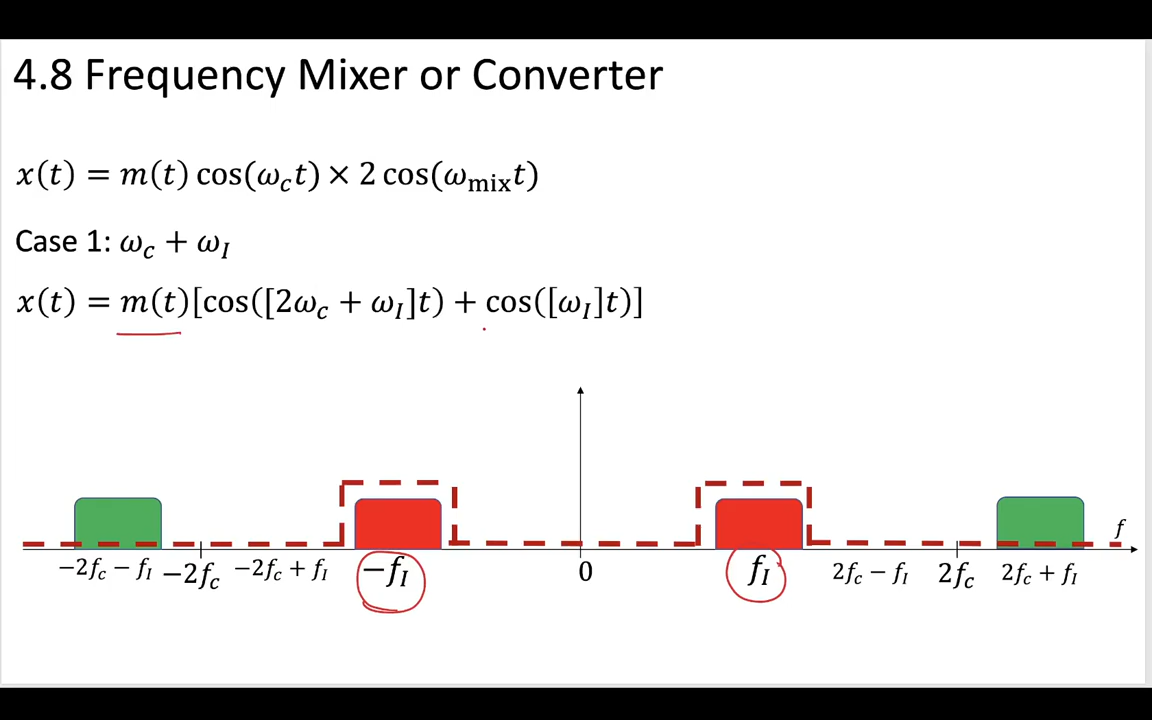 4.8 Frequency Mixer or Converter
x(t) = m(t) cos(ω_c t) × 2 cos(ω_mix t)
Case 1: ω_c + ω_I
x(t) = m(t)[cos([2ω_c + ω_I]t) + cos([ω_I]t)]
f
−2f_c − f_I −2f_c −2f_c + f_I −f_I 0 f_I 2f_c − f_I 2f_c 2f_c + f_I